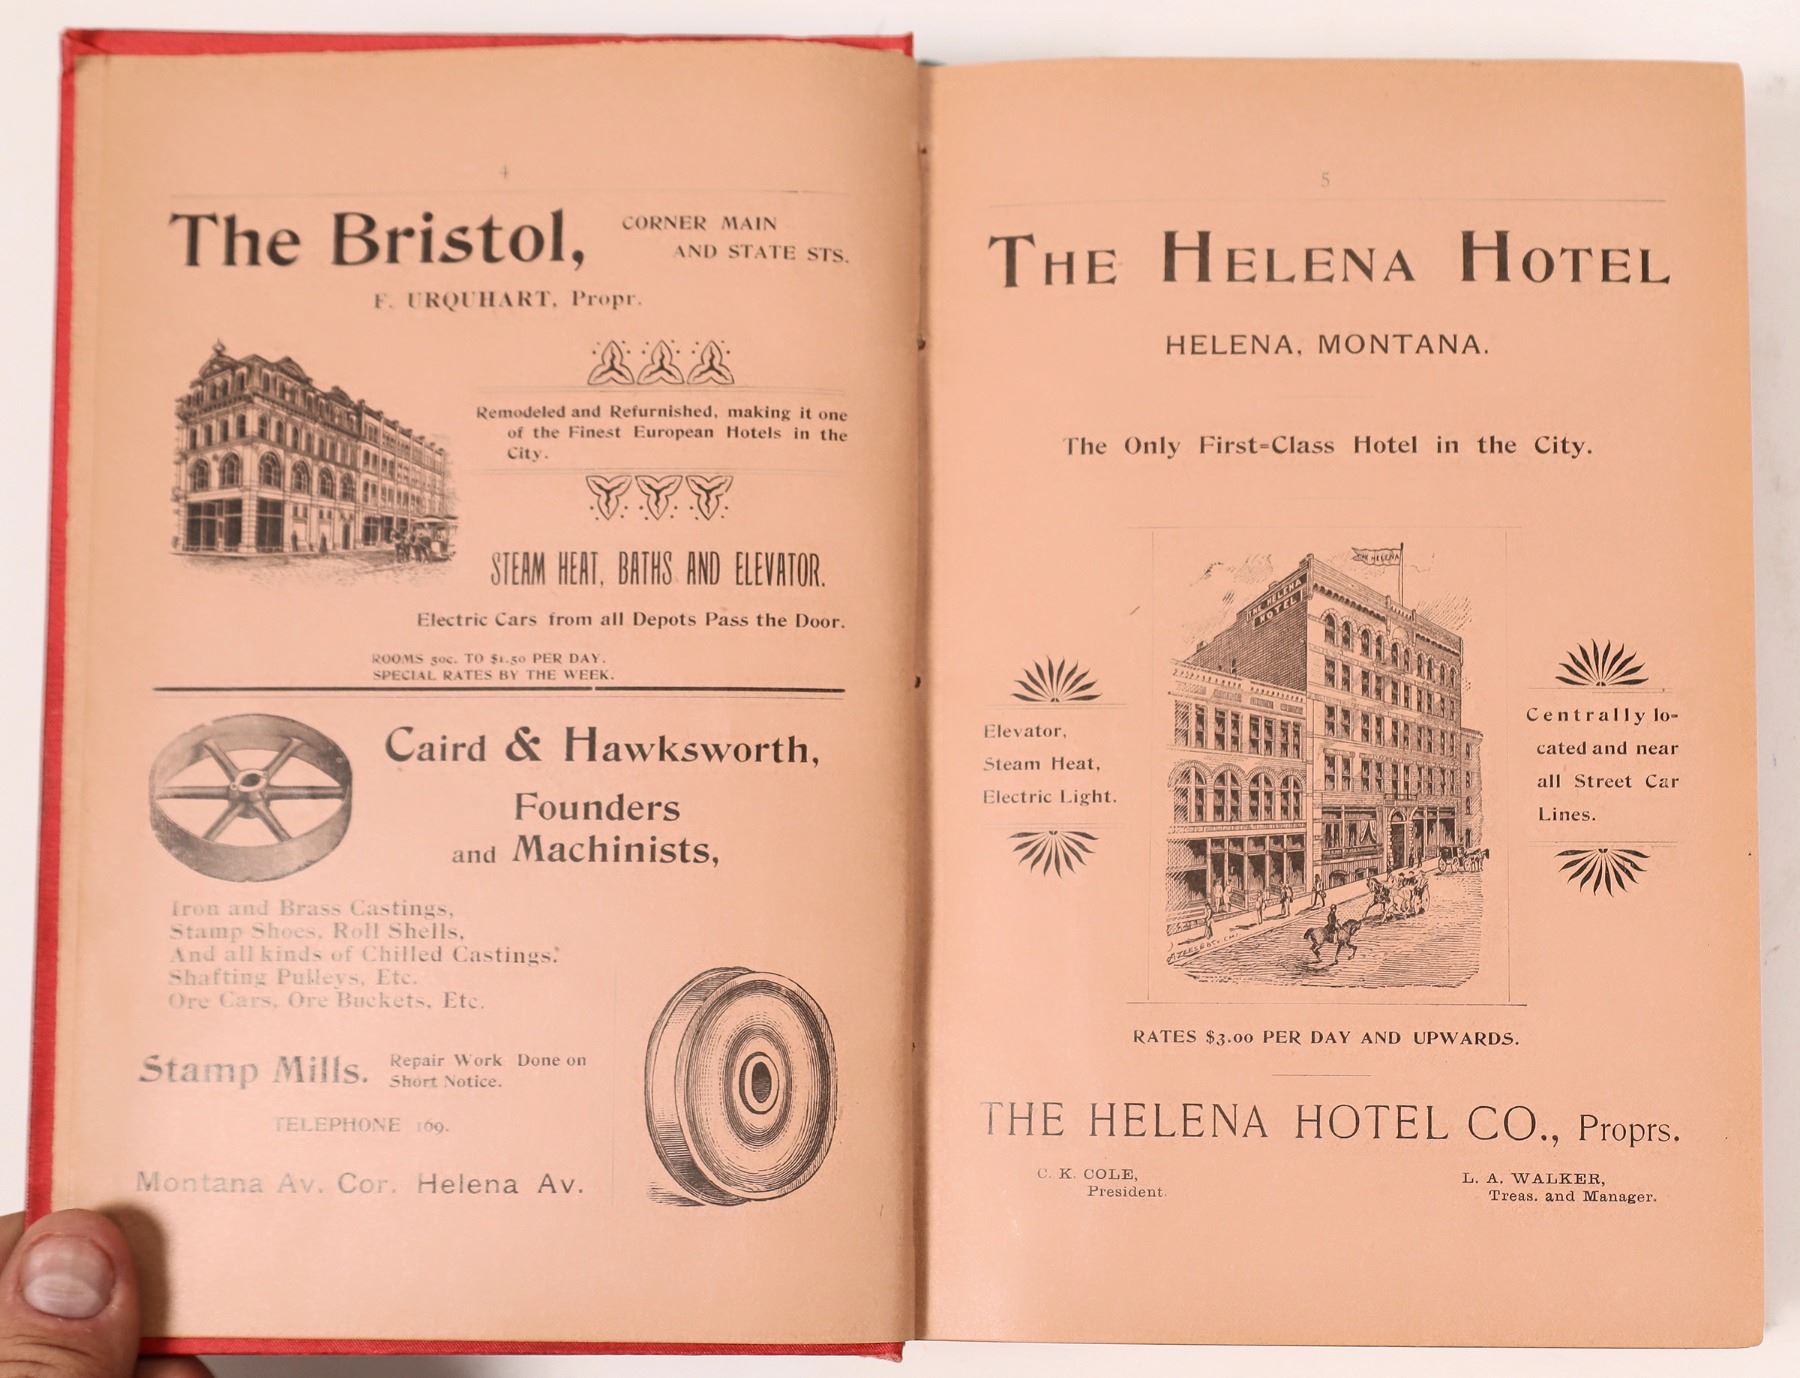 4
The Bristol,
CORNER MAIN
AND STATE STS.
F. URQUHART, Propr.
Remodeled and Refurnished, making it one
of the Finest European Hotels in the
City.
STEAM HEAT, BATHS AND ELEVATOR.
Electric Cars from all Depots Pass the Door.
ROOMS 50c. TO $1.50 PER DAY.
SPECIAL RATES BY THE WEEK.
Caird & Hawksworth,
Founders
and Machinists,
Iron and Brass Castings,
Stamp Shoes, Roll Shells,
And all kinds of Chilled Castings.
Shafting Pulleys, Etc.
Ore Cars, Ore Buckets, Etc.
Stamp Mills.
Repair Work Done on
Short Notice.
TELEPHONE 169.
Montana Av. Cor. Helena Av.
5
THE HELENA HOTEL
HELENA, MONTANA.
The Only First=Class Hotel in the City.
THE HELENA
THE HELENA
HOTEL
Elevator,
Steam Heat,
Electric Light.
Centrally lo-
cated and near
all Street Car
Lines.
RATES $3.00 PER DAY AND UPWARDS.
THE HELENA HOTEL CO., Proprs.
C. K. COLE,
President.
L. A. WALKER,
Treas. and Manager.